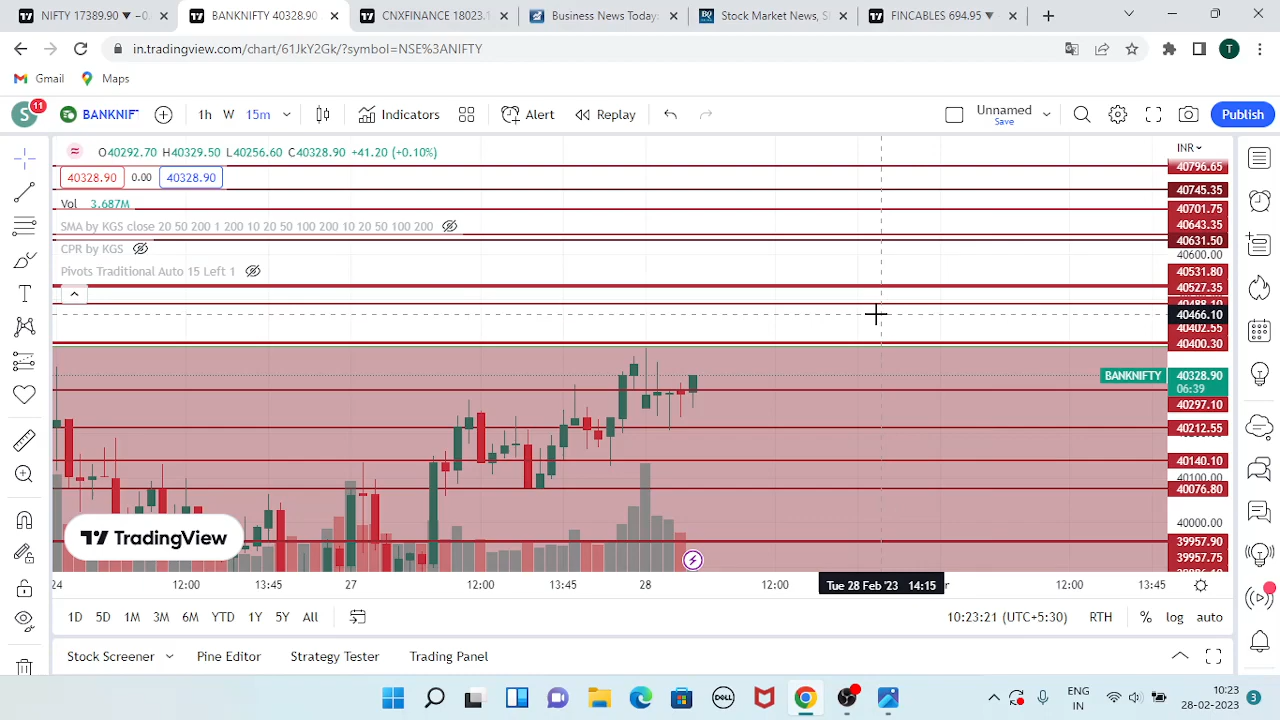 NIFTY 17389.90 ▼ −0.
BANKNIFTY 40328.90
CNXFINANCE 18023.1
Business News Today:
Stock Market News, S
FINCABLES 694.95 ▼
in.tradingview.com/chart/61JkY2Gk/?symbol=NSE%3ANIFTY
T
Gmail
Maps
S
11
BANKNIF
1h
W
15m
Indicators
Alert
Replay
Unnamed
Save
Publish
O40292.70 H40329.50 L40256.60 C40328.90 +41.20 (+0.10%)
INR
40328.90
0.00
40328.90
Vol 3.687M
SMA by KGS close 20 50 200 1 200 10 20 50 100 200 10 20 50 100 200
CPR by KGS
Pivots Traditional Auto 15 Left 1
40796.65
40745.35
40701.75
40643.35
40631.50
40600.00
40531.80
40527.35
40488.10
40466.10
40402.55
40400.30
BANKNIFTY
40328.90
06:39
40297.10
40212.55
40140.10
40100.00
40076.80
40000.00
39957.90
39957.75
TradingView
24
12:00
13:45
27
12:00
13:45
28
12:00
Tue 28 Feb '23 14:15
12:00
13:45
1D
5D
1M
3M
6M
YTD
1Y
5Y
All
10:23:21 (UTC+5:30)
RTH
%
log
auto
Stock Screener
Pine Editor
Strategy Tester
Trading Panel
DELL
ENG
IN
10:23
28-02-2023
3